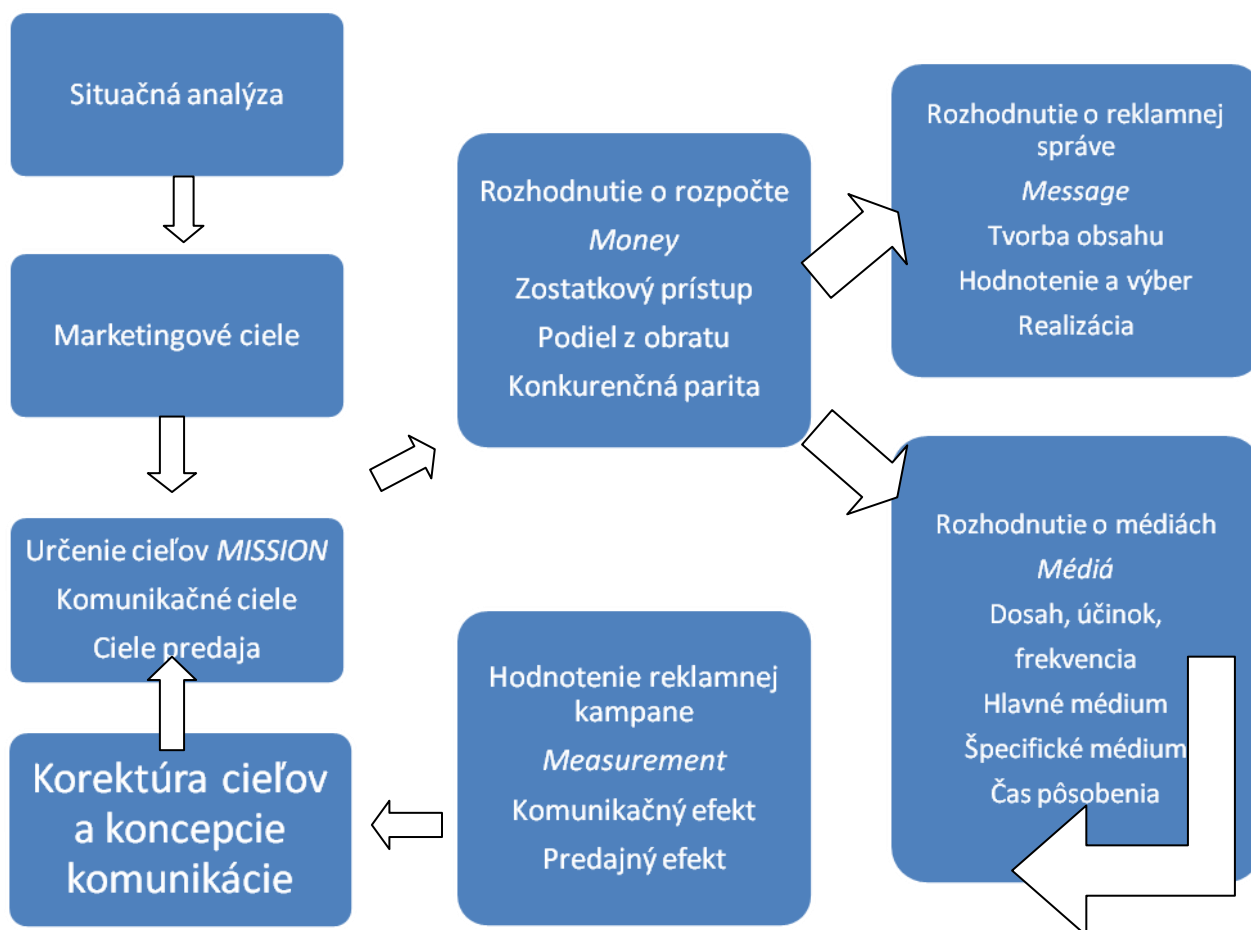 Situačná analýza
Marketingové ciele
Určenie cieľov MISSION
Komunikačné ciele
Ciele predaja
Korektúra cieľov
a koncepcie
komunikácie
Rozhodnutie o rozpočte
Money
Zostatkový prístup
Podiel z obratu
Konkurenčná parita
Hodnotenie reklamnej
kampane
Measurement
Komunikačný efekt
Predajný efekt
Rozhodnutie o reklamnej
správe
Message
Tvorba obsahu
Hodnotenie a výber
Realizácia
Rozhodnutie o médiách
Médiá
Dosah, účinok,
frekvencia
Hlavné médium
Špecifické médium
Čas pôsobenia